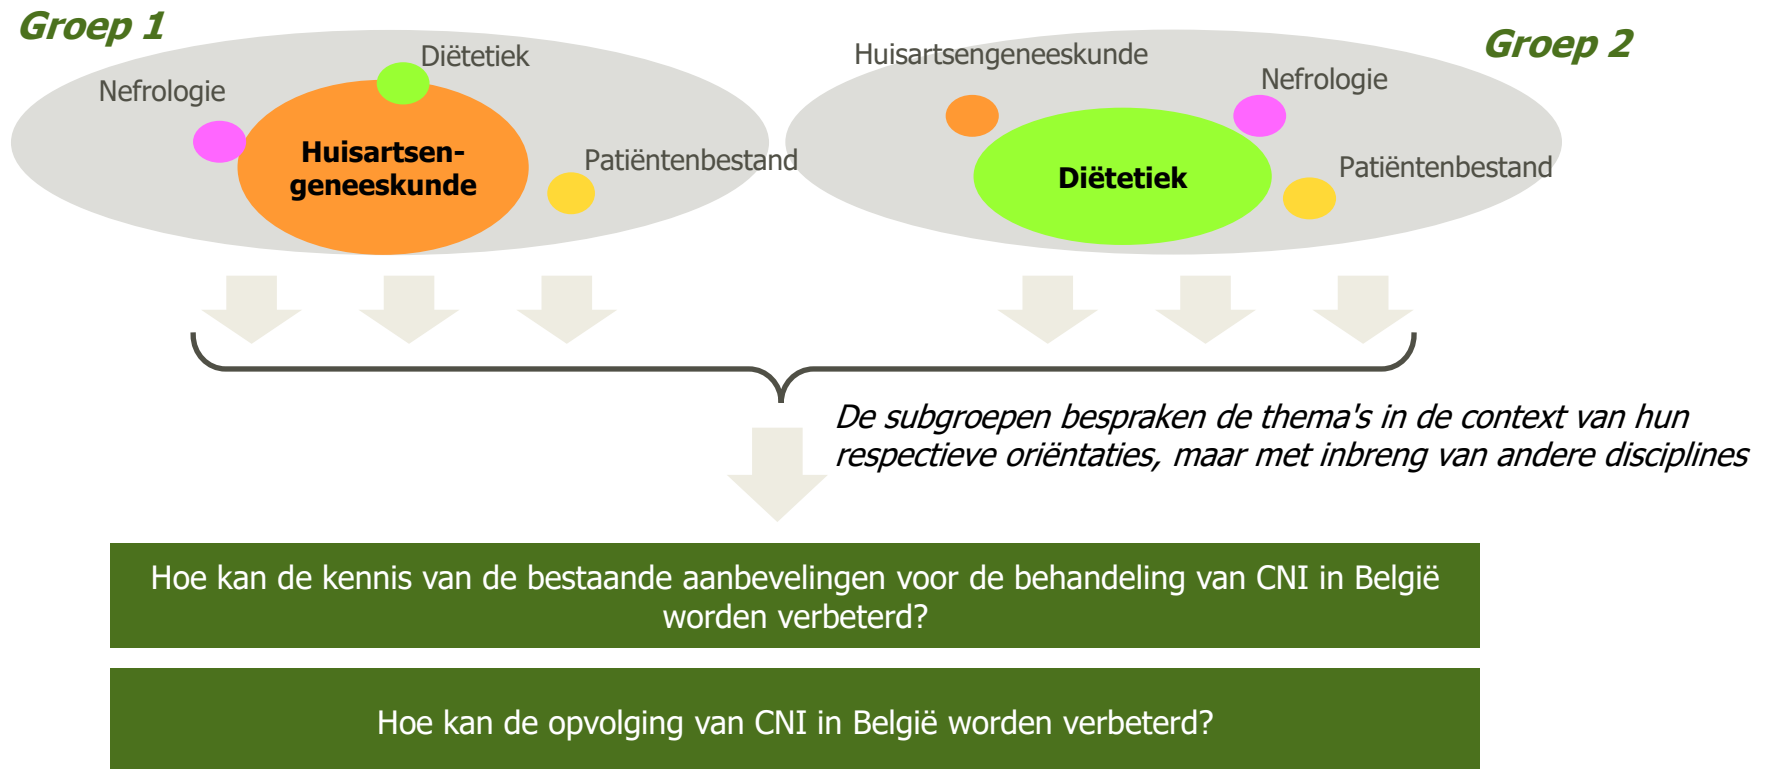 Groep 1
Diëtetiek
Nefrologie
Huisartsen-
geneeskunde
Patiëntenbestand
Groep 2
Huisartsengeneeskunde
Nefrologie
Diëtetiek
Patiëntenbestand
De subgroepen bespraken de thema's in de context van hun
respectieve oriëntaties, maar met inbreng van andere disciplines
Hoe kan de kennis van de bestaande aanbevelingen voor de behandeling van CNI in België
worden verbeterd?
Hoe kan de opvolging van CNI in België worden verbeterd?